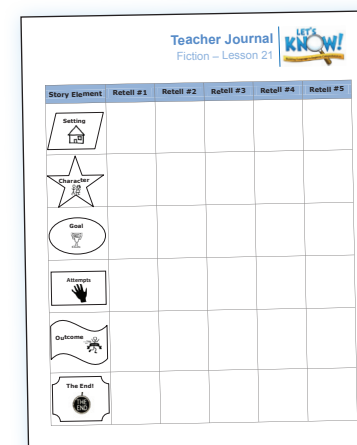 Teacher Journal
Fiction – Lesson 21
LET'S
KNOW!
Story Element Retell #1 Retell #2 Retell #3 Retell #4 Retell #5
Setting
Character
Goal
Attempts
Outcome
The End!
THE
END